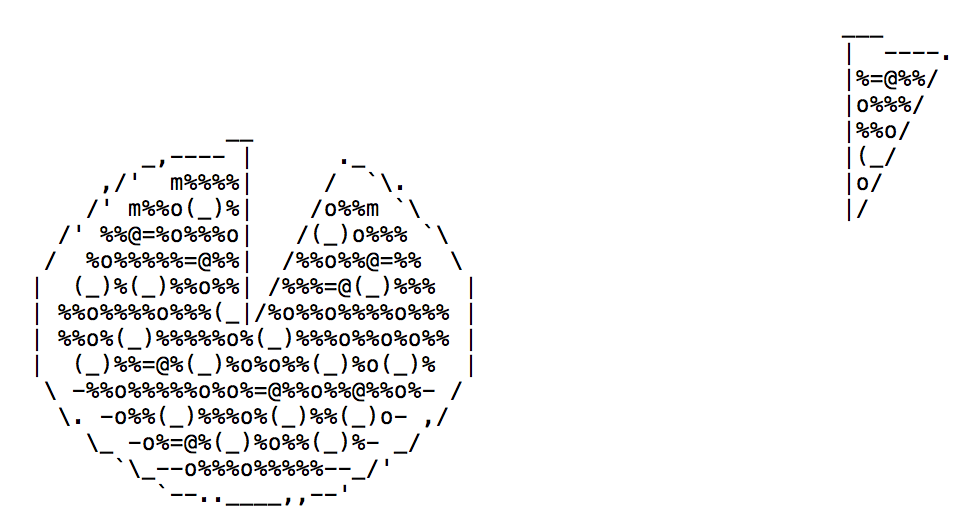 ___
                                                            |  ----.
                                                            |%=@%%/
                                                            |o%%%/
                __                                          |%%o/
          _,---- |      ._                                  |(_/
       ,/'  m%%%%|     /  `\.                               |o/
      /' m%%o(_)%|    /o%%m `\                              |/
    /' %%@=%o%%%o|   /(_)o%%% `\
   /  %o%%%%%=@%%|  /%%o%%@=%%  \
  |  (_)%(_)%%o%%| /%%%=@(_)%%%  |
  | %%o%%%%o%%%(_|/%o%%o%%%%o%%% |
  | %%o%(_)%%%%%o%(_)%%%o%%o%o%% |
  |  (_)%%=@%(_)%o%o%%(_)%o(_)%  |
   \ -%%o%%%%%o%o%=@%%o%%@%%o%- /
    \. -o%%(_)%%%o%(_)%%(_)o- ,/
      \_ -o%=@%(_)%o%%(_)%- _/
        `\_--o%%%o%%%%%--_/'
           `--..____,,--'